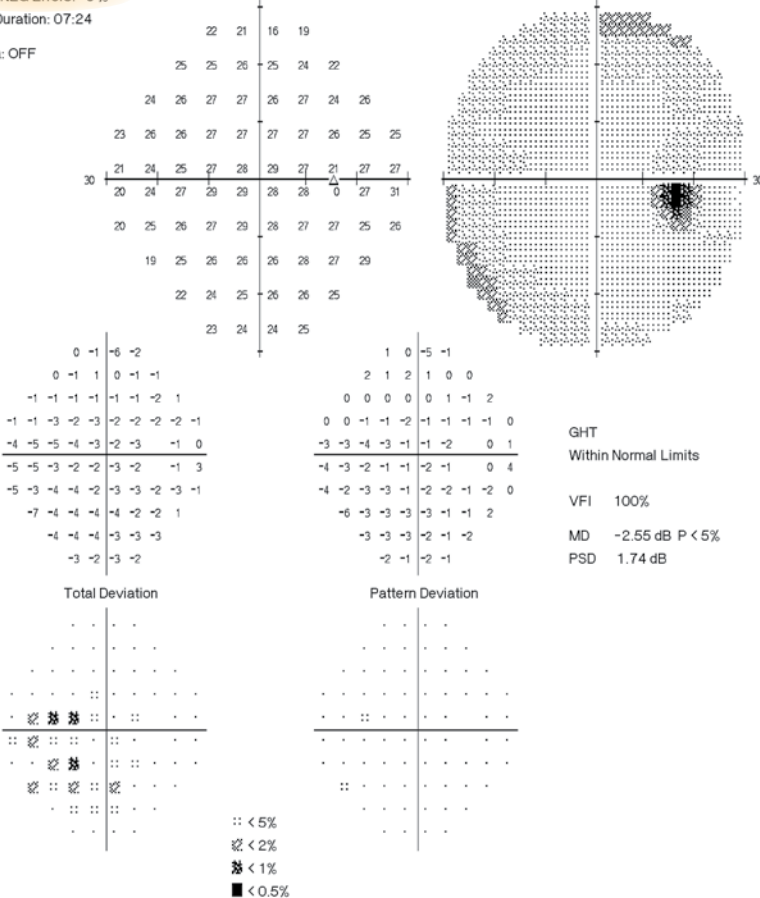 Duration: 07:24
: OFF
22 21 16 19
25 25 26 25 24 22
24 26 27 27 26 27 24 26
23 26 26 27 27 27 27 26 25 25
21 24 25 27 28 29 27 21 27 27
30 30
20 24 27 29 29 28 28 0 27 31
20 25 26 27 29 28 27 27 25 26
19 25 26 26 26 28 27 29
22 24 25 26 26 25
23 24 24 25
0 -1 -6 -2
0 -1 1 0 -1 -1
-1 -1 -1 -1 -1 -1 -2 1
-1 -1 -3 -2 -3 -2 -2 -2 -2 -1
-4 -5 -5 -4 -3 -2 -3 -1 0
-5 -5 -3 -2 -2 -3 -2 -1 3
-5 -3 -4 -4 -2 -3 -3 -2 -3 -1
-7 -4 -4 -4 -4 -2 -2 1
-4 -4 -4 -3 -3 -3
-3 -2 -3 -2
Total Deviation
1 0 -5 -1
2 1 2 1 0 0
0 0 0 0 0 1 -1 2
0 0 -1 -1 -2 -1 -1 -1 -1 0
-3 -3 -4 -3 -1 -1 -2 0 1
-4 -3 -2 -1 -1 -2 -1 0 4
-4 -2 -3 -3 -1 -2 -2 -1 -2 0
-6 -3 -3 -3 -3 -1 -1 2
-3 -3 -3 -2 -1 -2
-2 -1 -2 -1
Pattern Deviation
GHT
Within Normal Limits
VFI 100%
MD -2.55 dB P < 5%
PSD 1.74 dB
< 5%
< 2%
< 1%
< 0.5%